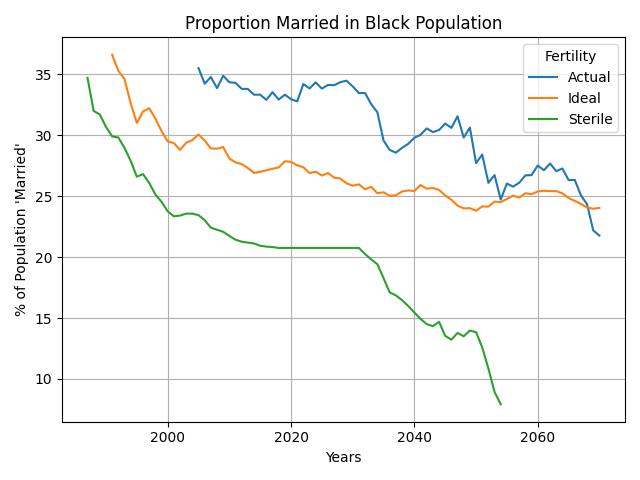 Proportion Married in Black Population
% of Population 'Married'
35
30
25
20
15
10
Fertility
Actual
Ideal
Sterile
2000
2020
2040
2060
Years